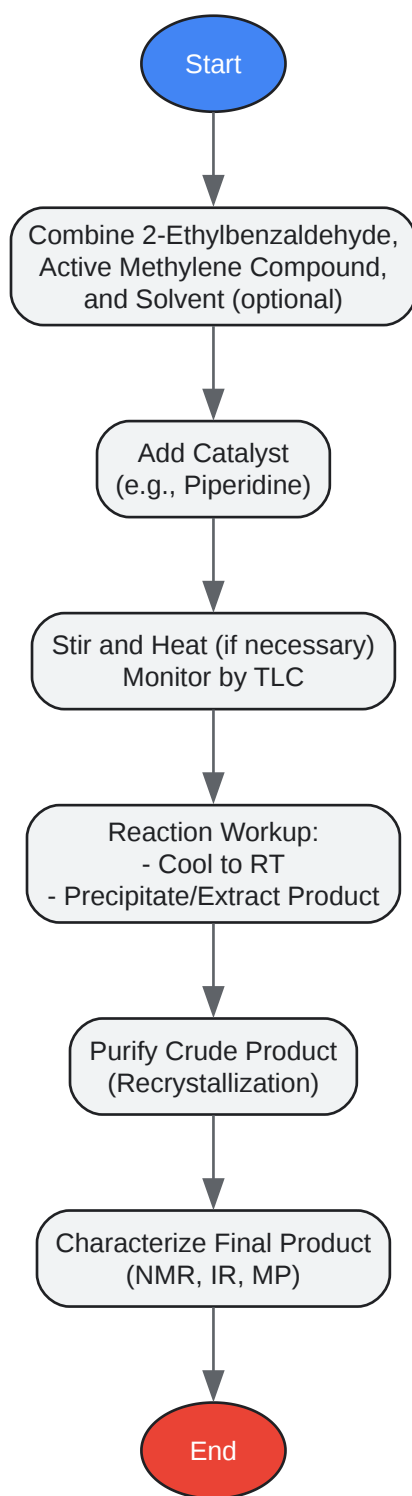 Start
Combine 2-Ethylbenzaldehyde,
Active Methylene Compound,
and Solvent (optional)
Add Catalyst
(e.g., Piperidine)
Stir and Heat (if necessary)
Monitor by TLC
Reaction Workup:
- Cool to RT
- Precipitate/Extract Product
Purify Crude Product
(Recrystallization)
Characterize Final Product
(NMR, IR, MP)
End